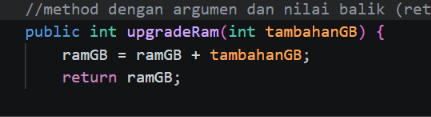 //method dengan argumen dan nilai balik (ret
public int upgradeRam(int tambahanGB) {
ramGB = ramGB + tambahanGB;
return ramGB;